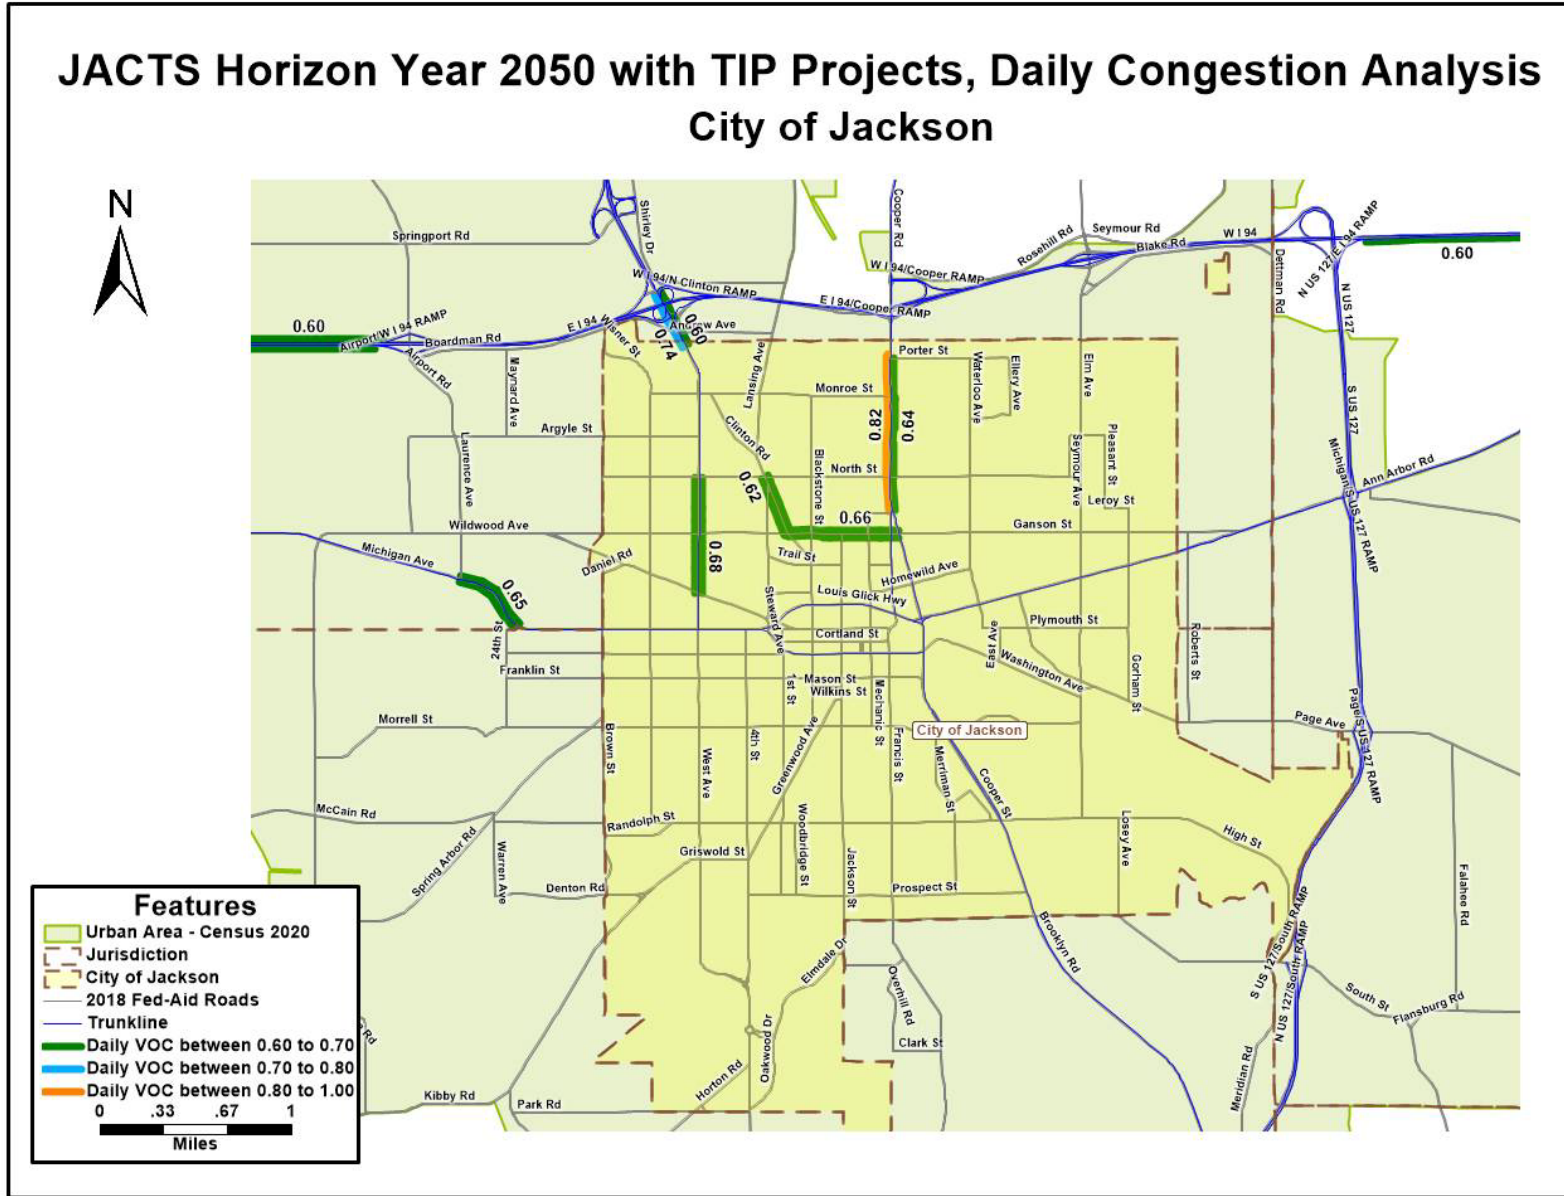 JACTS Horizon Year 2050 with TIP Projects, Daily Congestion Analysis
City of Jackson
N
Springport Rd
Shirley Dr
Cooper Rd
Rosehill Rd
Seymour Rd
Blake Rd
W I 94
Dettman Rd
N US 127/E I 94 RAMP
0.60
W I 94/N Clinton RAMP
W I 94/Cooper RAMP
E I 94/Cooper RAMP
N US 127
0.60
Airport/W I 94 RAMP
Boardman Rd
E I 94
Wisner St
Andrew Ave
0.60
0.74
Airport Rd
Maynard Ave
Lansing Ave
Porter St
Waterloo Ave
Ellery Ave
Elm Ave
S US 127
Monroe St
0.82
0.64
Argyle St
Clinton Rd
Laurence Ave
Blackstone St
North St
Seymour Ave
Pleasant St
Leroy St
Michigan/S US 127 RAMP
Ann Arbor Rd
0.62
0.66
Wildwood Ave
Ganson St
Michigan Ave
Daniel Rd
0.68
Trail St
Homewild Ave
0.65
Steward Ave
Louis Glick Hwy
24th St
Cortland St
East Ave
Plymouth St
Roberts St
Franklin St
Washington Ave
Gorham St
1st St
Mason St
Wilkins St
Mechanic St
Morrell St
Brown St
West Ave
4th St
Greenwood Ave
Francis St
City of Jackson
Merriman St
Cooper St
Page Ave
Page/S US 127 RAMP
McCain Rd
Spring Arbor Rd
Warren Ave
Randolph St
Griswold St
Woodbridge St
Jackson St
Losey Ave
High St
Falahee Rd
Denton Rd
Prospect St
Brooklyn Rd
Elmdale Dr
Overhill Rd
S US 127/South RAMP
N US 127/South RAMP
South St
Flansburg Rd
Oakwood Dr
Clark St
Horton Rd
Meridian Rd
Kibby Rd
Park Rd
Rd
Features
Urban Area - Census 2020
Jurisdiction
City of Jackson
2018 Fed-Aid Roads
Trunkline
Daily VOC between 0.60 to 0.70
Daily VOC between 0.70 to 0.80
Daily VOC between 0.80 to 1.00
0 .33 .67 1
Miles